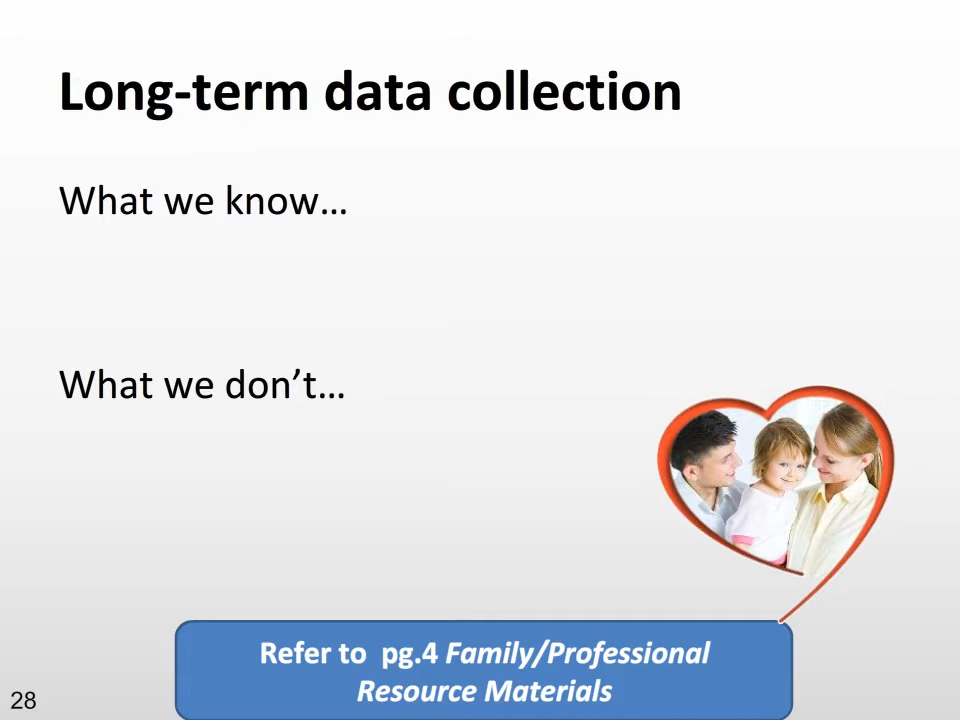 Long-term data collection
What we know…
What we don’t…
Refer to  pg.4 Family/Professional
Resource Materials
28